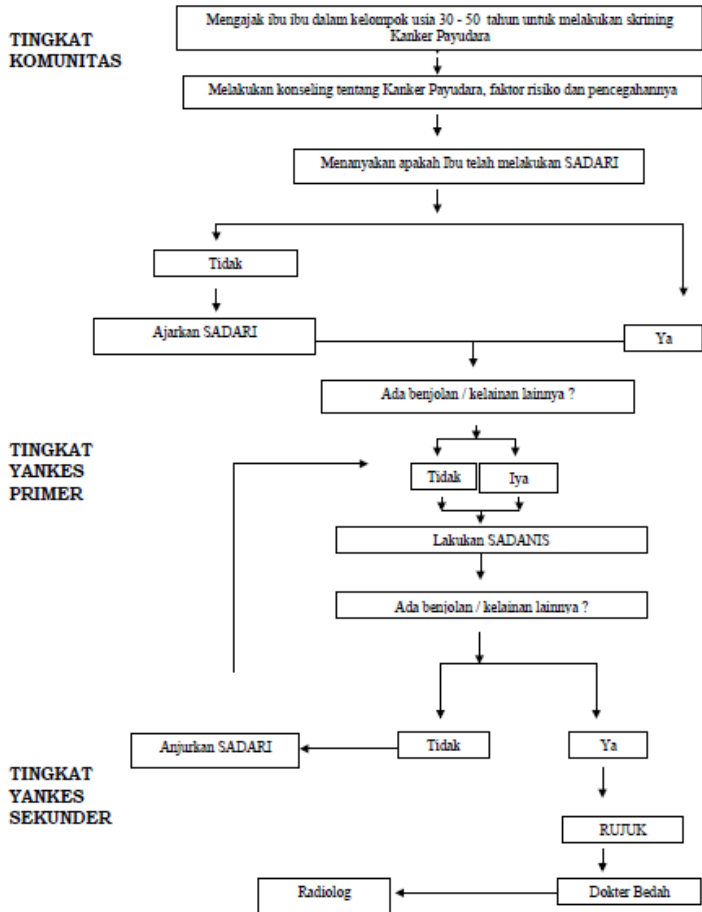 TINGKAT
KOMUNITAS
Mengajak ibu ibu dalam kelompok usia 30 - 50 tahun untuk melakukan skrining
Kanker Payudara
Melakukan konseling tentang Kanker Payudara, faktor risiko dan pencegahannya
Menanyakan apakah Ibu telah melakukan SADARI
Tidak
Ajarkan SADARI
Ya
Ada benjolan / kelainan lainnya ?
TINGKAT
YANKES
PRIMER
Tidak
Iya
Lakukan SADANIS
Ada benjolan / kelainan lainnya ?
Anjurkan SADARI
Tidak
Ya
TINGKAT
YANKES
SEKUNDER
RUJUK
Radiolog
Dokter Bedah